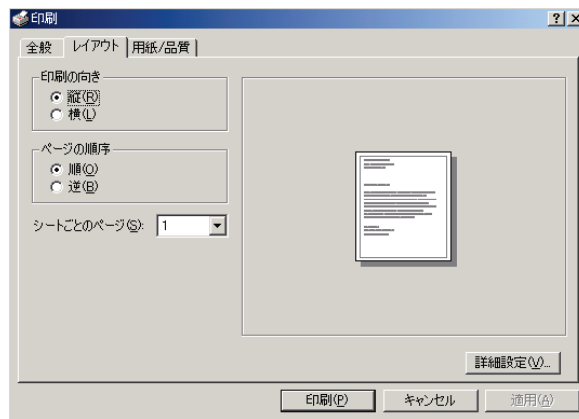 印刷
全般 レイアウト 用紙/品質
印刷の向き
縦(R)
横(L)
ページの順序
順(O)
逆(B)
シートごとのページ(S): 1
詳細設定(V)...
印刷(P) キャンセル 適用(A)